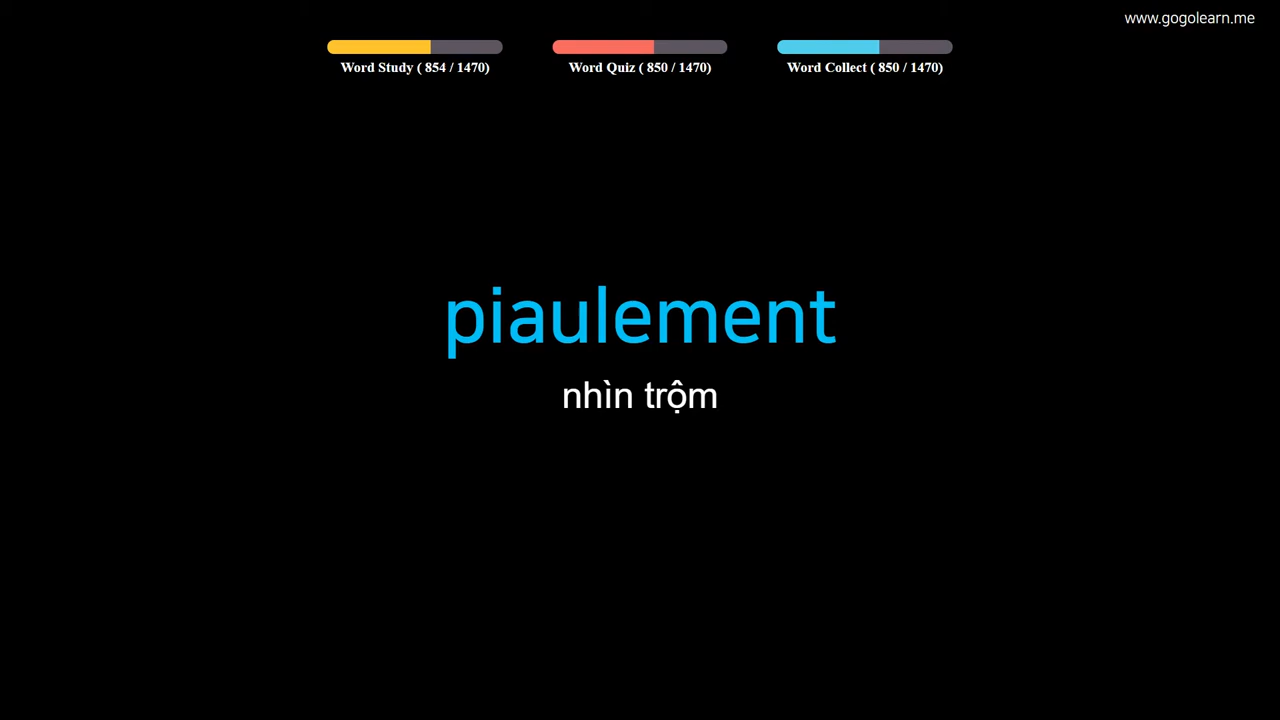 www.gogolearn.me
Word Study ( 854 / 1470)
Word Quiz ( 850 / 1470)
Word Collect ( 850 / 1470)
piaulement
nhìn trộm